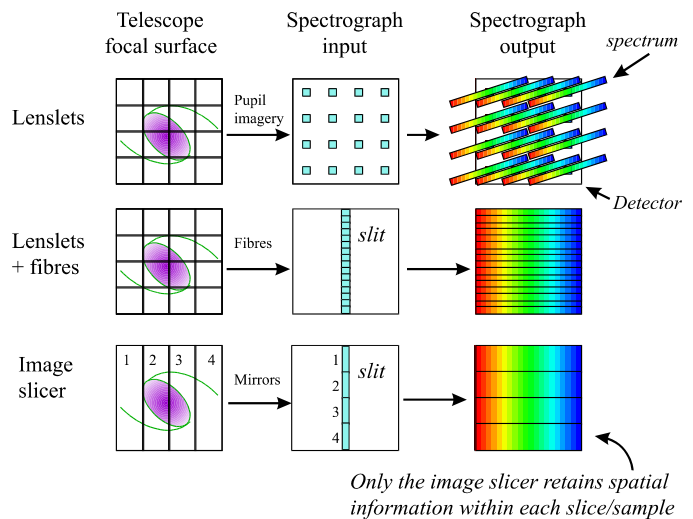 Telescope
focal surface
Spectrograph
input
Spectrograph
output
spectrum
Lenslets
Pupil
imagery
Detector
Lenslets
+ fibres
Fibres
slit
Image
slicer
1 2 3 4
Mirrors
1
2
3
4
slit
Only the image slicer retains spatial
information within each slice/sample